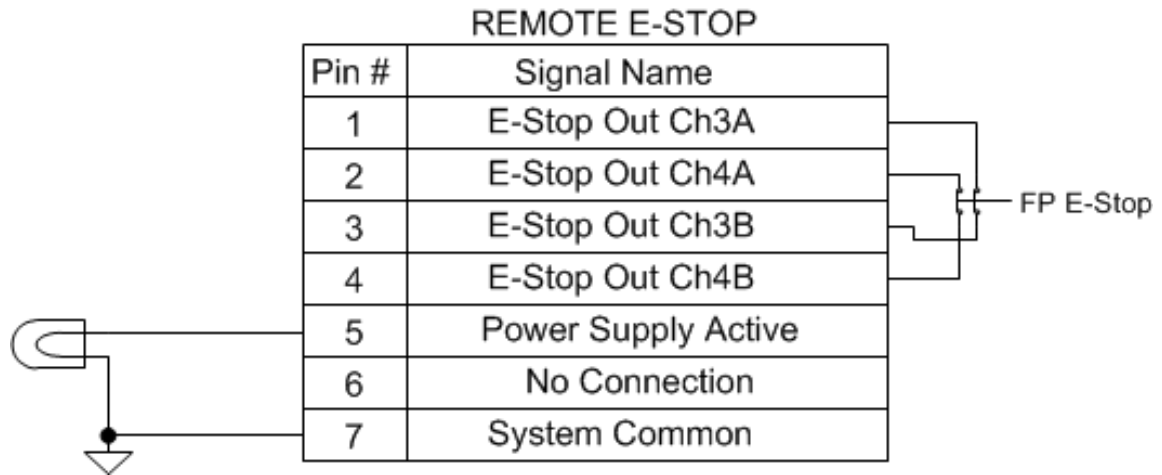 REMOTE E-STOP
Pin # Signal Name
1 E-Stop Out Ch3A
2 E-Stop Out Ch4A
3 E-Stop Out Ch3B
4 E-Stop Out Ch4B
5 Power Supply Active
6 No Connection
7 System Common
FP E-Stop